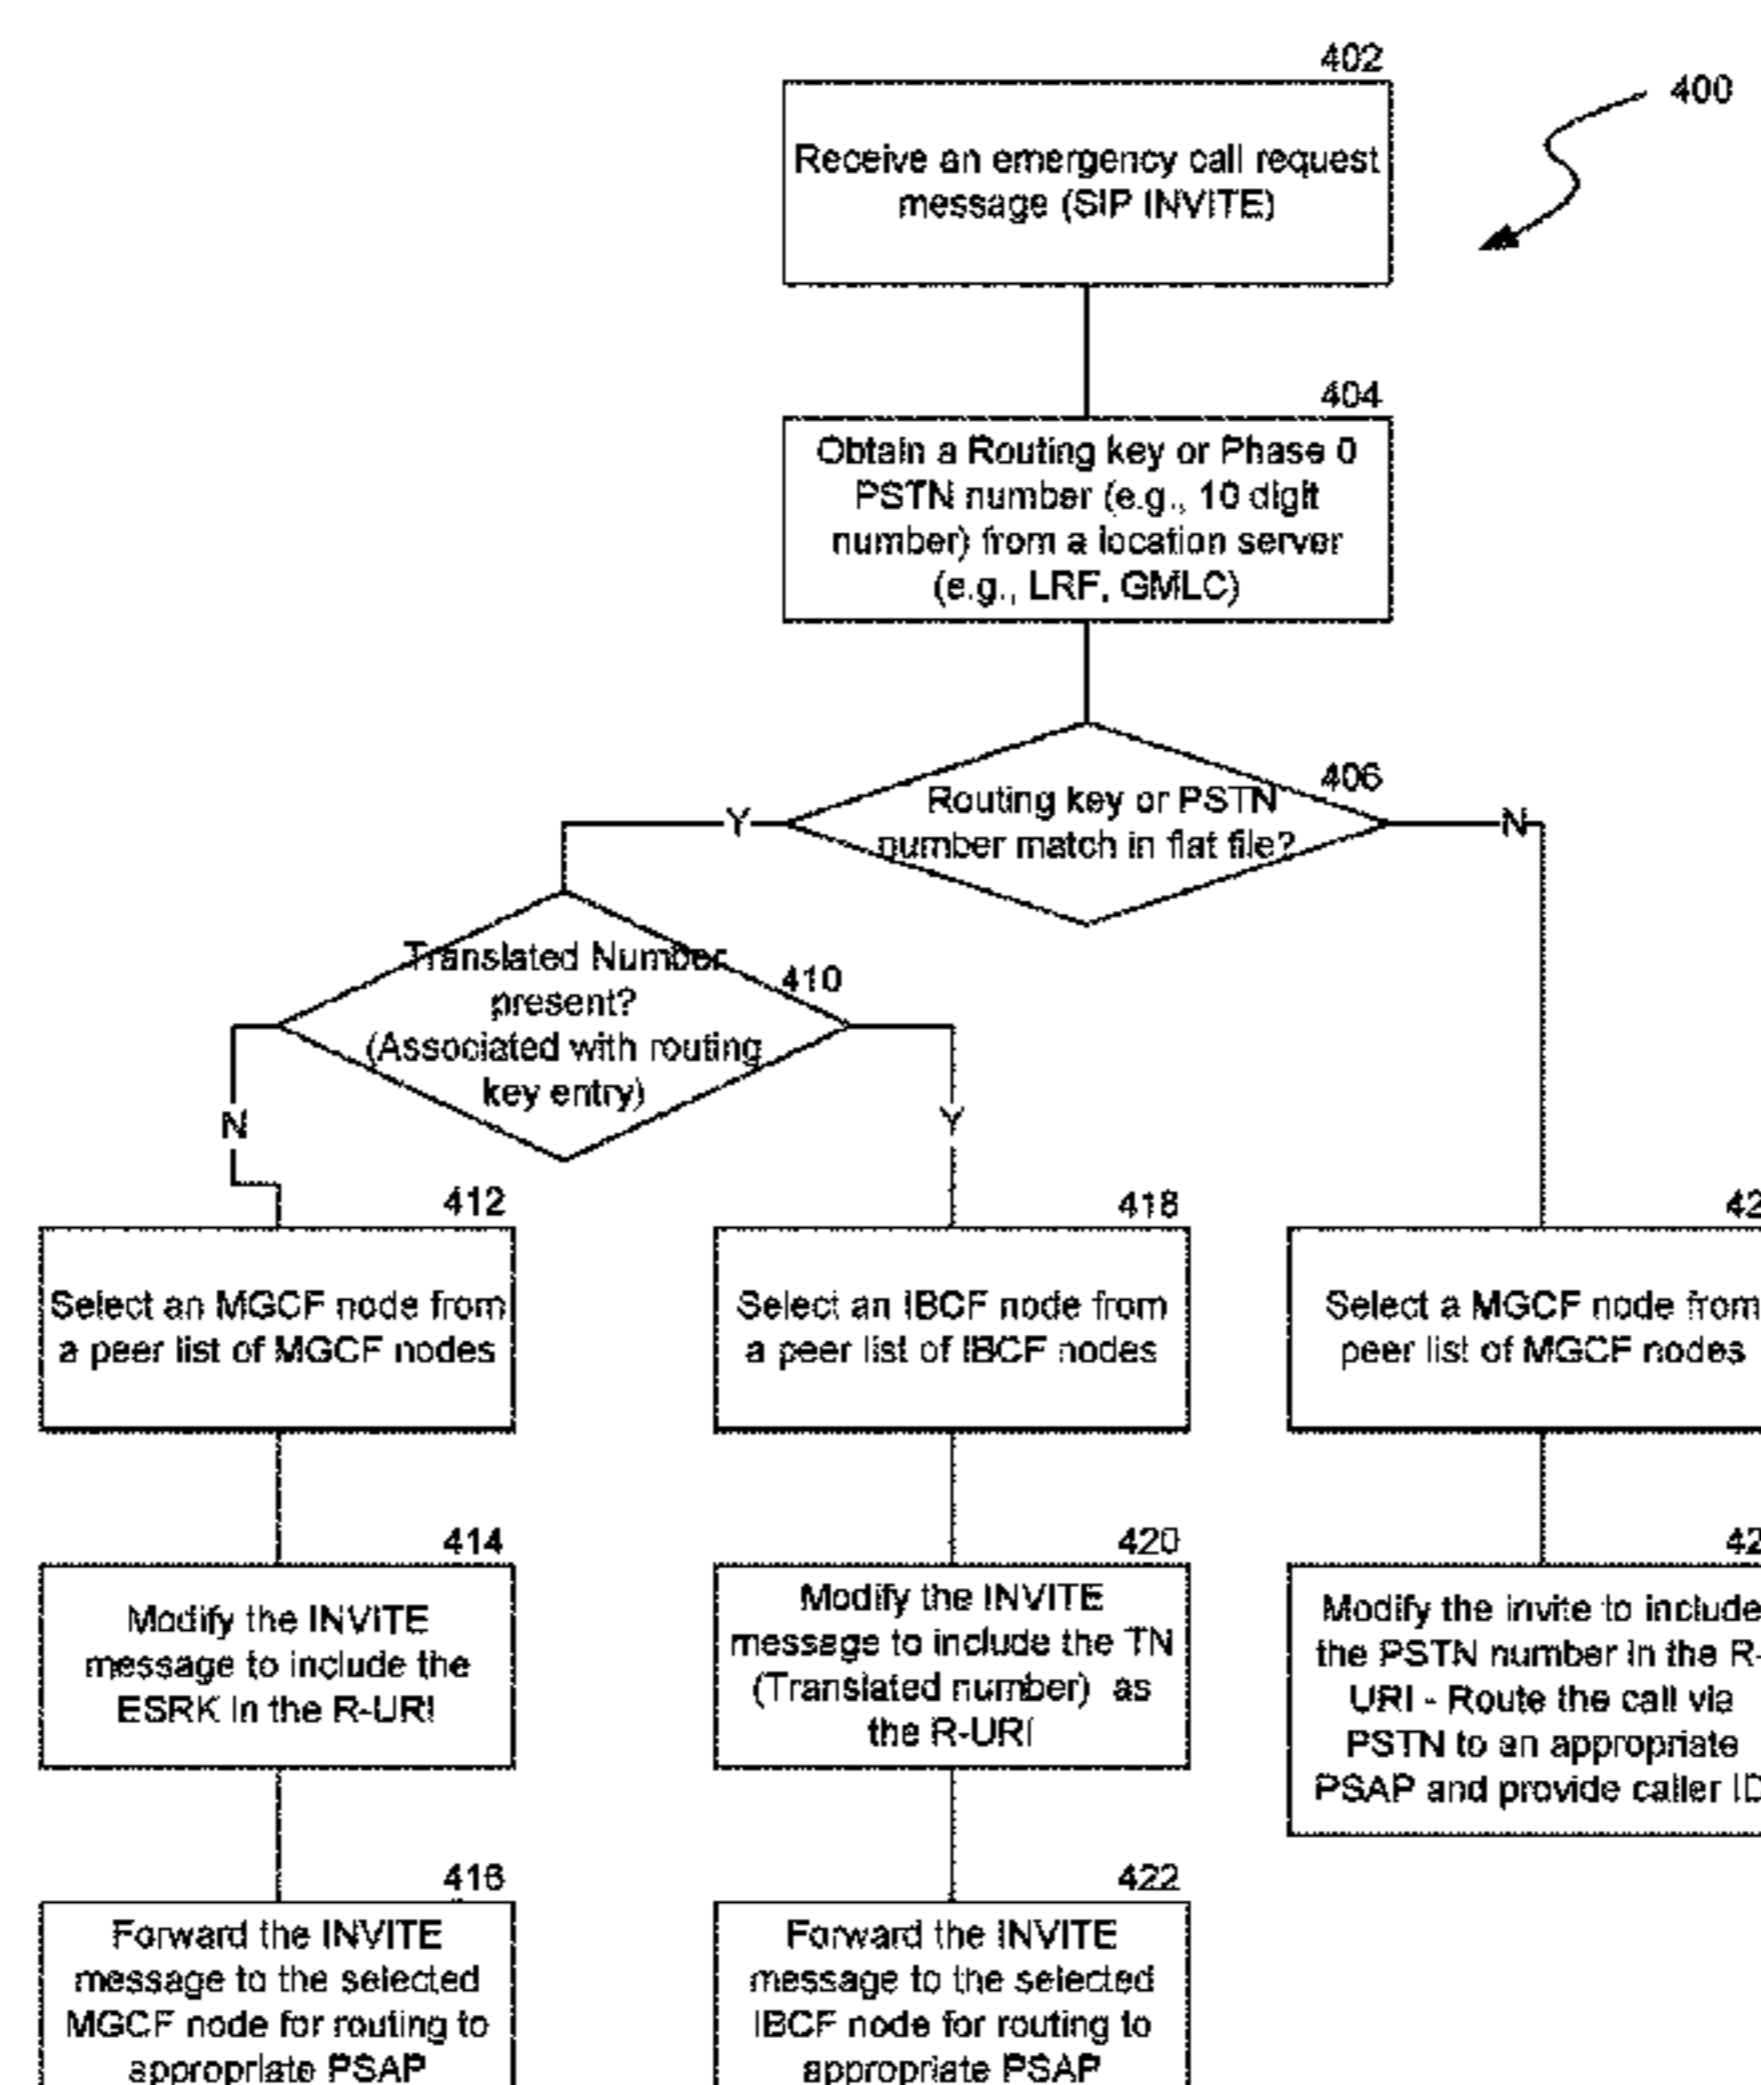 402
400
Receive an emergency call request
message (SIP INVITE)
404
Obtain a Routing key or Phase 0
PSTN number (e.g., 10 digit
number) from a location server
(e.g., LRF, GMLC)
406
Routing key or PSTN
number match in flat file?
Y
N
Translated Number
present?
(Associated with routing
key entry)
410
N
Y
412
Select an MGCF node from
a peer list of MGCF nodes
418
Select an IBCF node from
a peer list of IBCF nodes
Select a MGCF node from
peer list of MGCF nodes
414
Modify the INVITE
message to include the
ESRK in the R-URI
420
Modify the INVITE
message to include the TN
(Translated number) as
the R-URI
Modify the invite to include
the PSTN number in the R-
URI - Route the call via
PSTN to an appropriate
PSAP and provide caller ID
416
Forward the INVITE
message to the selected
MGCF node for routing to
appropriate PSAP
422
Forward the INVITE
message to the selected
IBCF node for routing to
appropriate PSAP